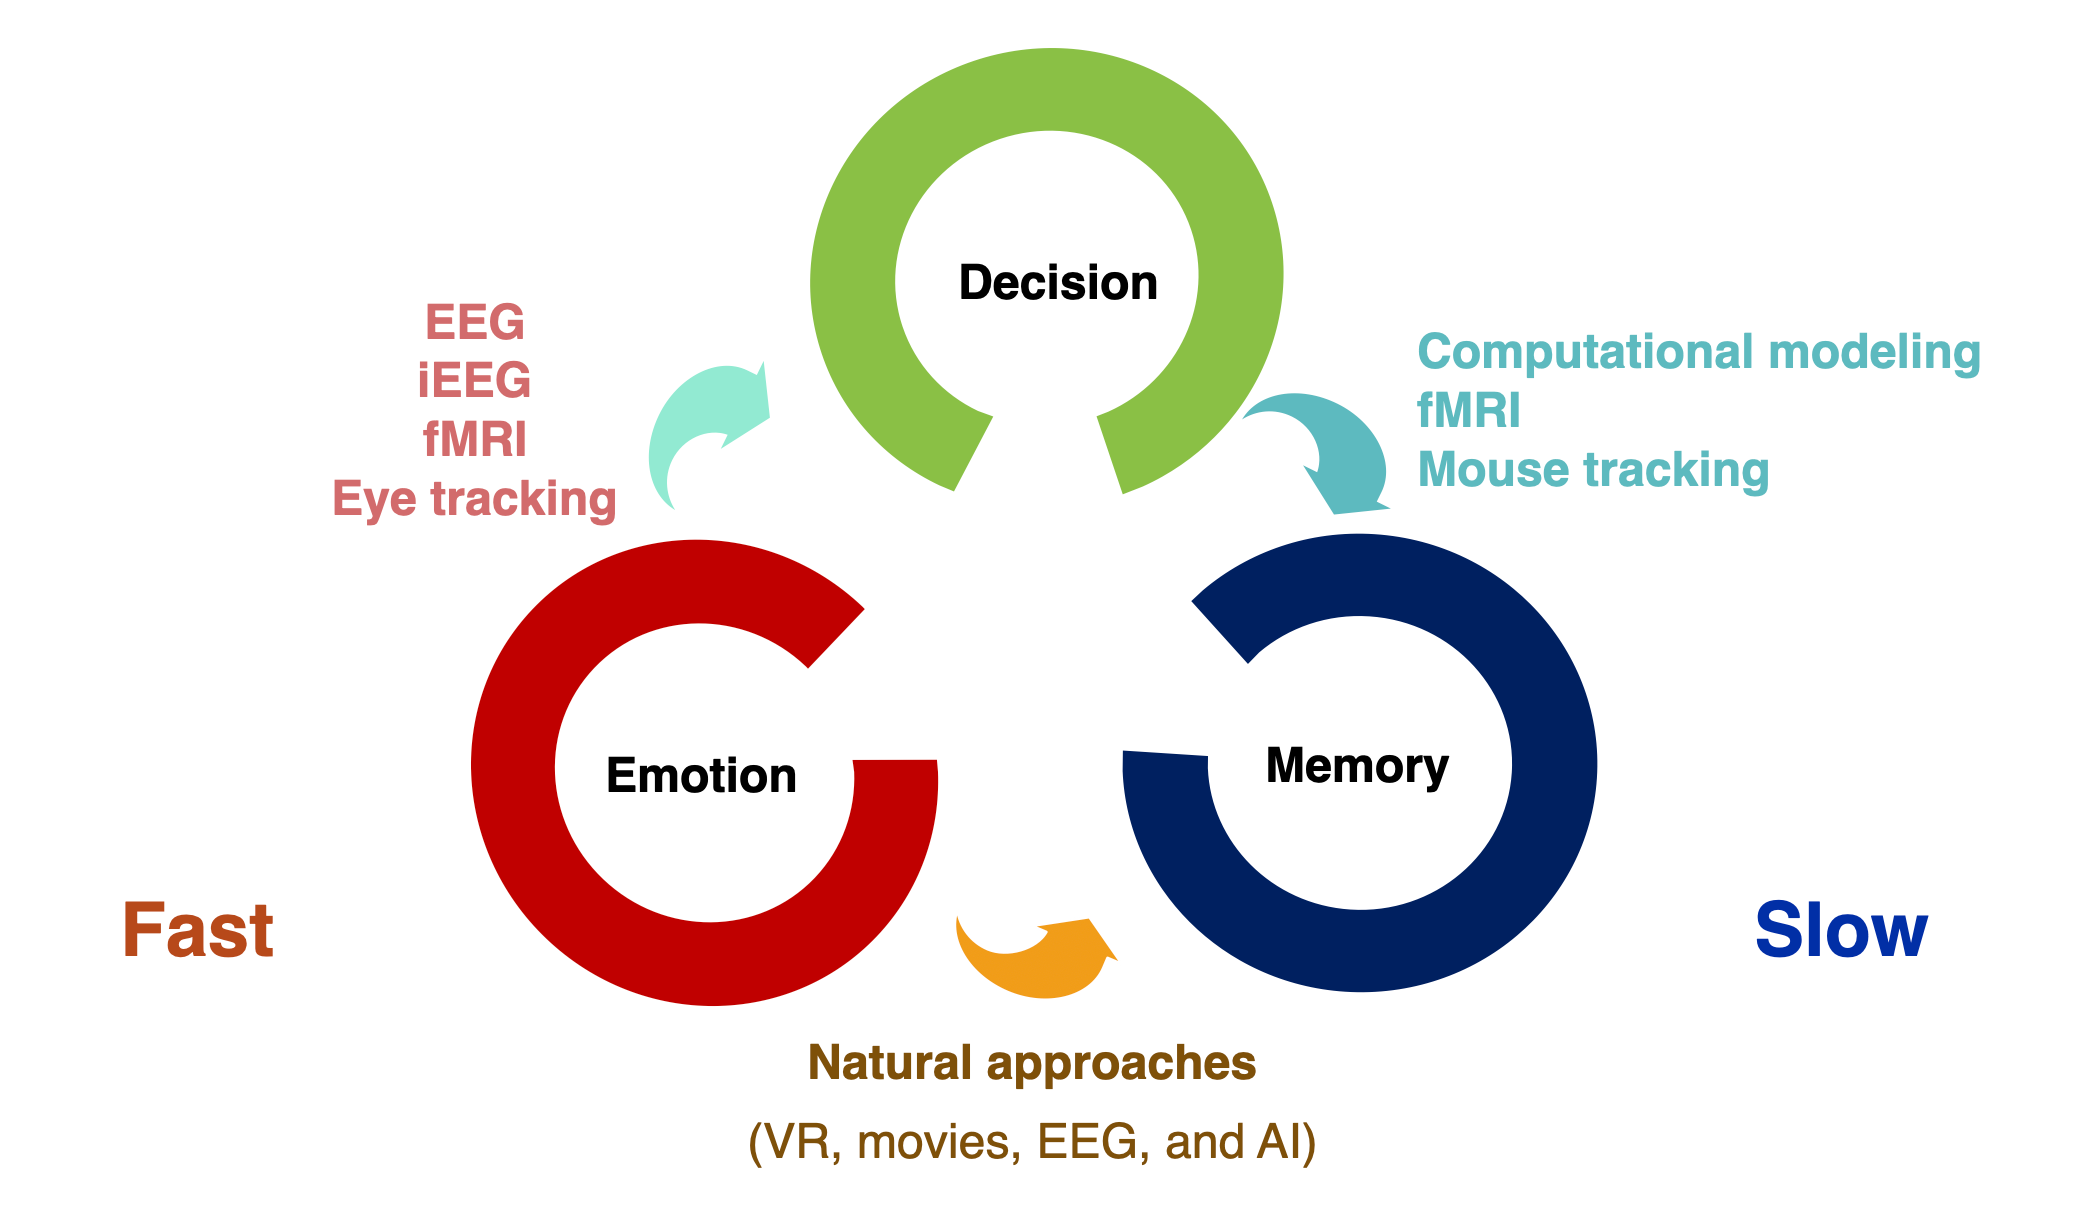 Decision
EEG
iEEG
fMRI
Eye tracking
Computational modeling
fMRI
Mouse tracking
Emotion
Memory
Fast
Slow
Natural approaches
(VR, movies, EEG, and AI)